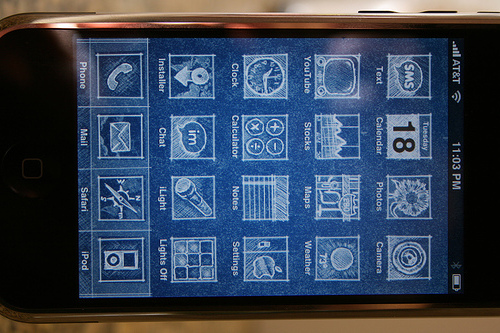 AT&T 11:03 PM
SMS Tuesday 18
Text Calendar Photos Camera
YouTube Stocks Maps Weather
73°
Clock Calculator Notes Settings
im
Installer Chat iLight Lights Off
Phone Mail Safari iPod